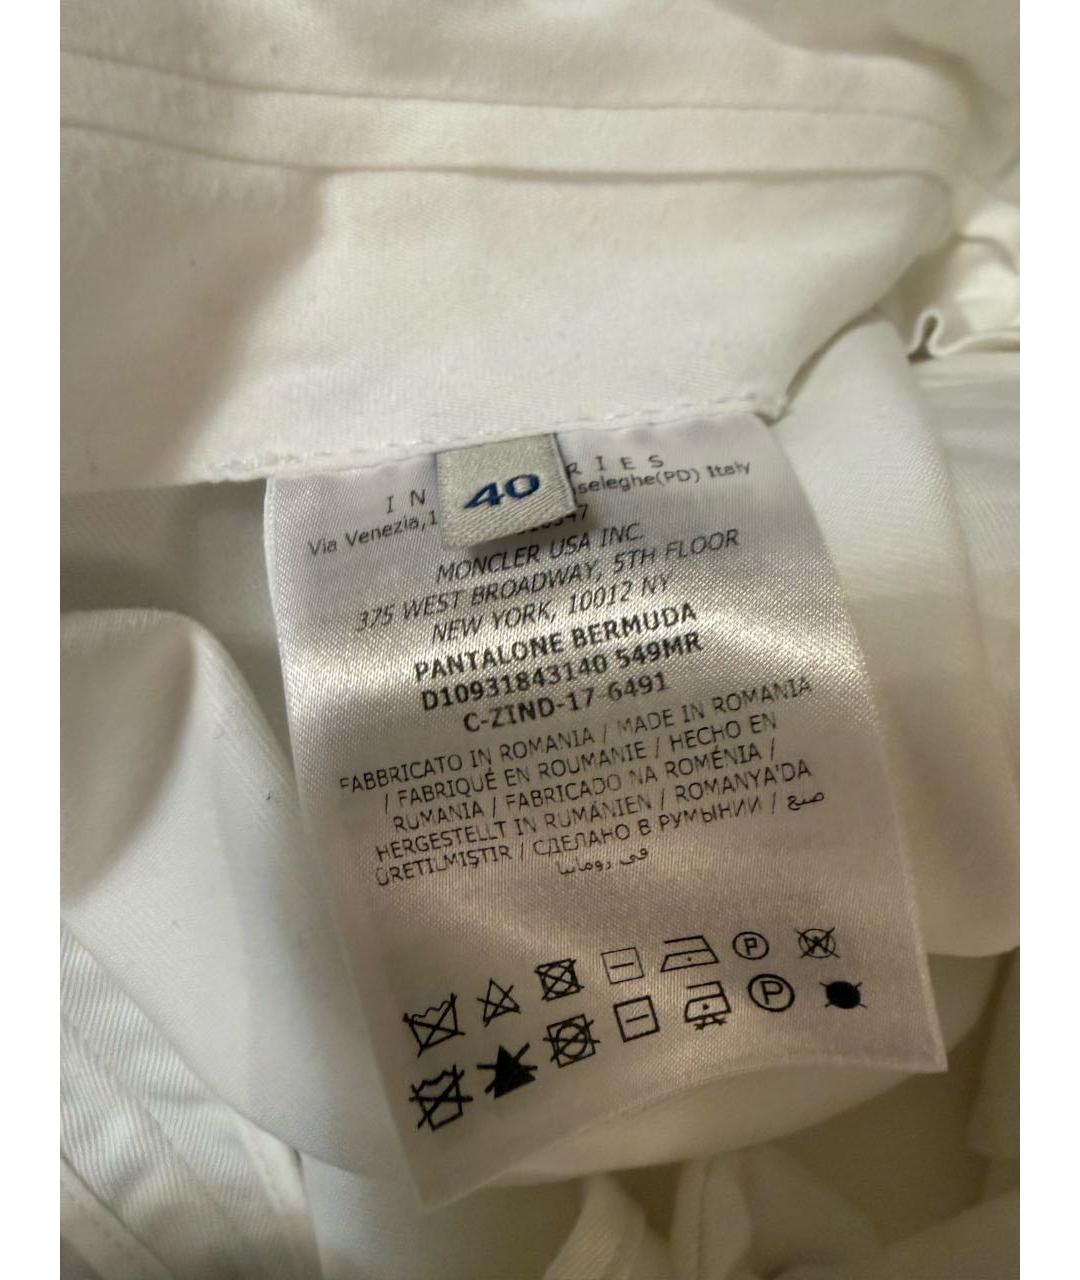 40
I N R I E S
Via Venezia,1 seleghe(PD) Italy
MONCLER USA INC.
375 WEST BROADWAY, 5TH FLOOR
NEW YORK, 10012 NY
PANTALONE BERMUDA
D10931843140 549MR
C-ZIND-17-6491
FABBRICATO IN ROMANIA / MADE IN ROMANIA
/ FABRIQUÉ EN ROUMANIE / HECHO EN
RUMANIA / FABRICADO NA ROMÉNIA /
HERGESTELLT IN RUMÄNIEN / ROMANYA'DA
ÜRETILMIŞTIR / СДЕЛАНО В РУМЫНИИ / صنع
في رومانيا
P W
P